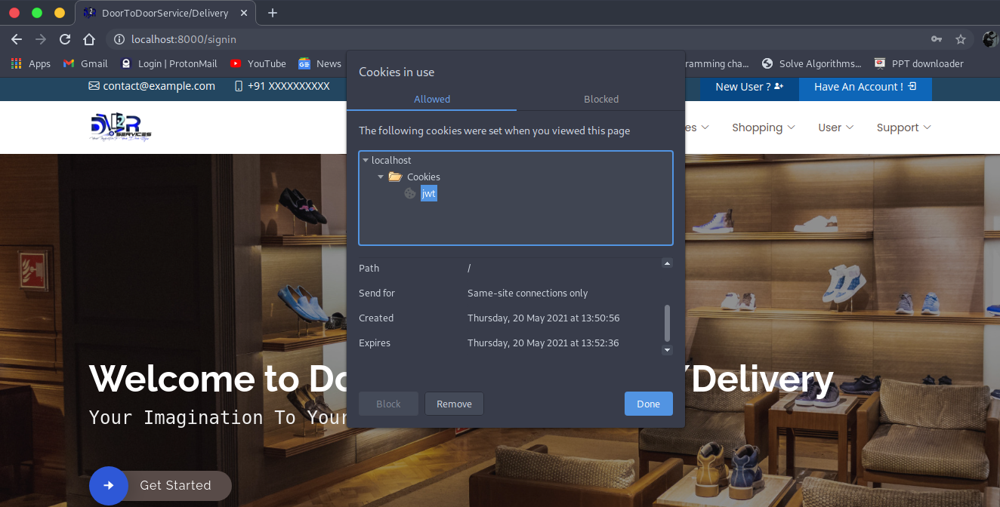 DoorToDoorService/Delivery
localhost:8000/signin
Apps
Gmail
Login | ProtonMail
YouTube
News
ramming cha...
Solve Algorithms...
PPT downloader
contact@example.com
+91 XXXXXXXXXX
New User ?
Have An Account !
SERVICES
es
Shopping
User
Support
Cookies in use
Allowed
Blocked
The following cookies were set when you viewed this page
localhost
Cookies
jwt
Path /
Send for Same-site connections only
Created Thursday, 20 May 2021 at 13:50:56
Expires Thursday, 20 May 2021 at 13:52:36
Block
Remove
Done
Welcome to Do
/Delivery
Your Imagination To Your
Get Started